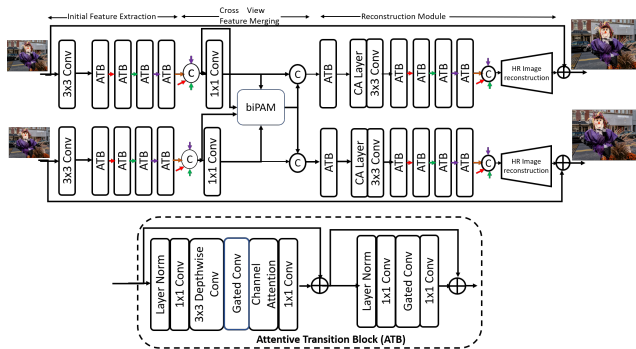 Initial Feature Extraction
Cross View
Feature Merging
Reconstruction Module
3x3 Conv
ATB
ATB
ATB
ATB
C
1x1 Conv
C
ATB
CA Layer
3x3 Conv
ATB
ATB
ATB
ATB
C
HR Image
reconstruction
biPAM
3x3 Conv
ATB
ATB
ATB
ATB
C
1x1 Conv
C
ATB
CA Layer
3x3 Conv
ATB
ATB
ATB
ATB
C
HR Image
reconstruction
Layer Norm
1x1 Conv
3x3 Depthwise
Conv
Gated Conv
Channel
Attention
1x1 Conv
Layer Norm
1x1 Conv
Gated Conv
1x1 Conv
Attentive Transition Block (ATB)